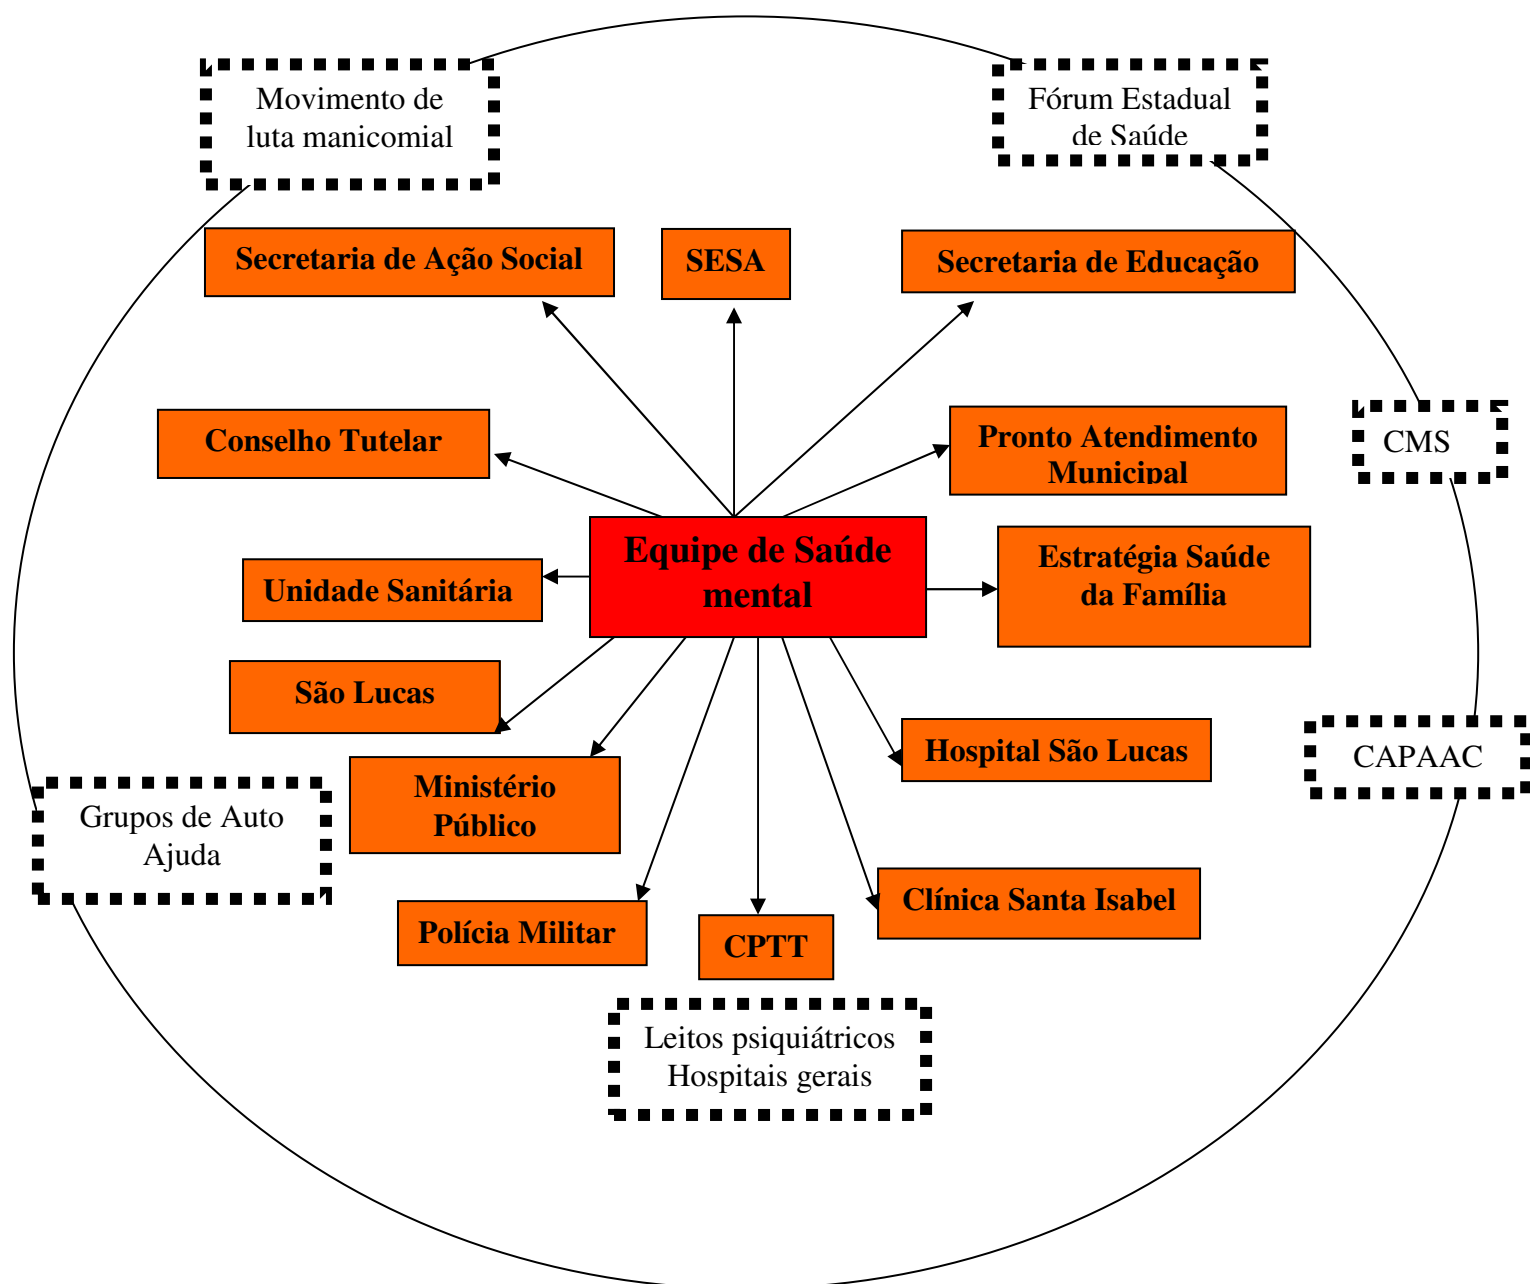 Movimento de
luta manicomial
Fórum Estadual
de Saúde
Secretaria de Ação Social
SESA
Secretaria de Educação
Conselho Tutelar
Pronto Atendimento
Municipal
CMS
Equipe de Saúde
mental
Estratégia Saúde
da Família
Unidade Sanitária
São Lucas
Hospital São Lucas
CAPAAC
Ministério
Público
Grupos de Auto
Ajuda
Clínica Santa Isabel
Polícia Militar
CPTT
Leitos psiquiátricos
Hospitais gerais